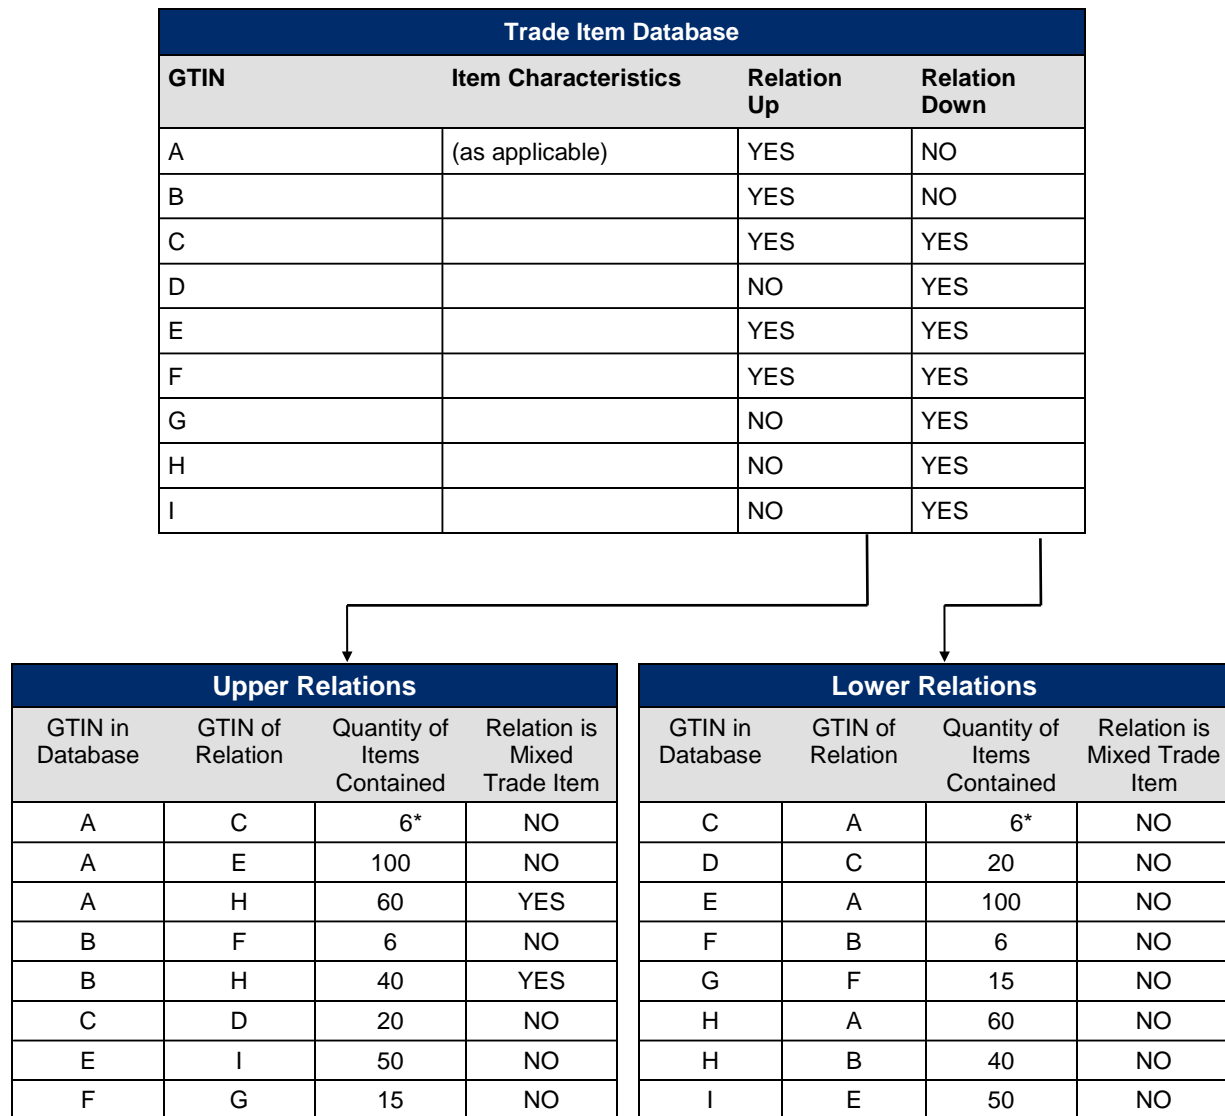 Trade Item Database
GTIN Item Characteristics Relation Up Relation Down
A (as applicable) YES NO
B YES NO
C YES YES
D NO YES
E YES YES
F YES YES
G NO YES
H NO YES
I NO YES
Upper Relations
GTIN in Database GTIN of Relation Quantity of Items Contained Relation is Mixed Trade Item
A C 6* NO
A E 100 NO
A H 60 YES
B F 6 NO
B H 40 YES
C D 20 NO
E I 50 NO
F G 15 NO
Lower Relations
GTIN in Database GTIN of Relation Quantity of Items Contained Relation is Mixed Trade Item
C A 6* NO
D C 20 NO
E A 100 NO
F B 6 NO
G F 15 NO
H A 60 NO
H B 40 NO
I E 50 NO